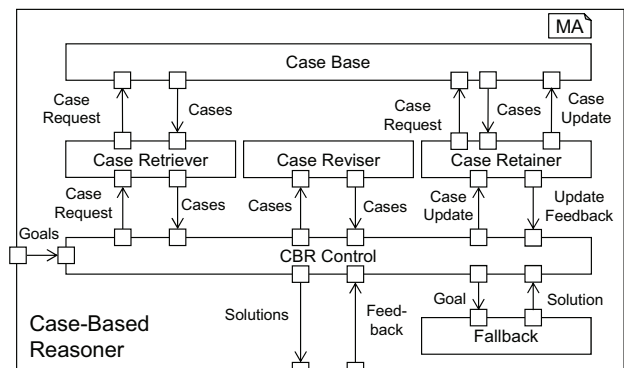 MA
Case Base
Case
Request
Cases
Case
Request
Cases
Case
Update
Case Retriever
Case Reviser
Case Retainer
Case
Request
Cases
Cases
Cases
Case
Update
Update
Feedback
Goals
CBR Control
Solutions
Feed-
back
Goal
Solution
Case-Based
Reasoner
Fallback